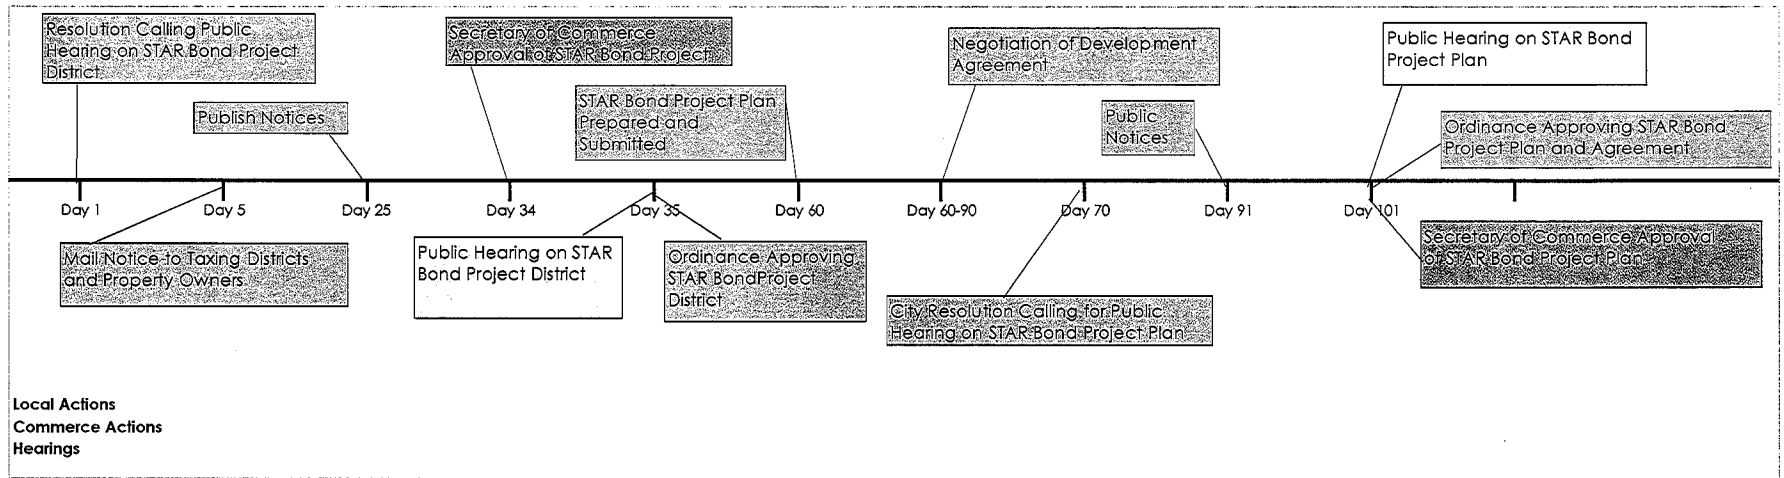 Resolution Calling Public
Hearing on STAR Bond Project
District
Secretary of Commerce
Approval of STAR Bond Project
Negotiation of Development
Agreement
Public Hearing on STAR Bond
Project Plan
Publish Notices
STAR Bond Project Plan
Prepared and
Submitted
Public
Notices
Ordinance Approving STAR Bond
Project Plan and Agreement
Day 1
Day 5
Day 25
Day 34
Day 35
Day 60
Day 60-90
Day 70
Day 91
Day 101
Mail Notice to Taxing Districts
and Property Owners
Public Hearing on STAR
Bond Project District
Ordinance Approving
STAR BondProject
District
City Resolution Calling for Public
Hearing on STAR Bond Project Plan
Secretary of Commerce Approval
of STAR Bond Project Plan
Local Actions
Commerce Actions
Hearings